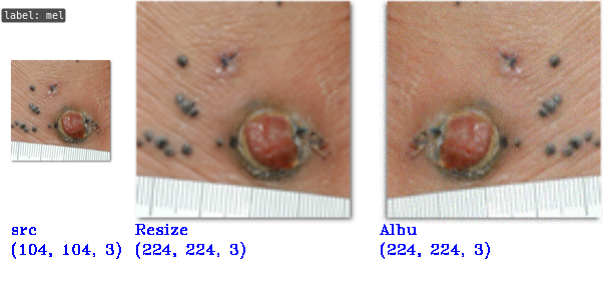 label: mel
src
(104, 104, 3)
Resize
(224, 224, 3)
Albu
(224, 224, 3)